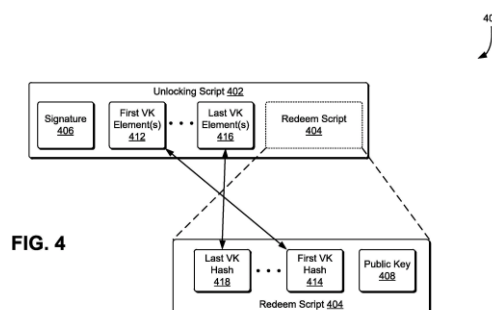 40
Unlocking Script 402
Signature
406
First VK
Element(s)
412
Last VK
Element(s)
416
Redeem Script
404
FIG. 4
Last VK
Hash
418
First VK
Hash
414
Public Key
408
Redeem Script 404